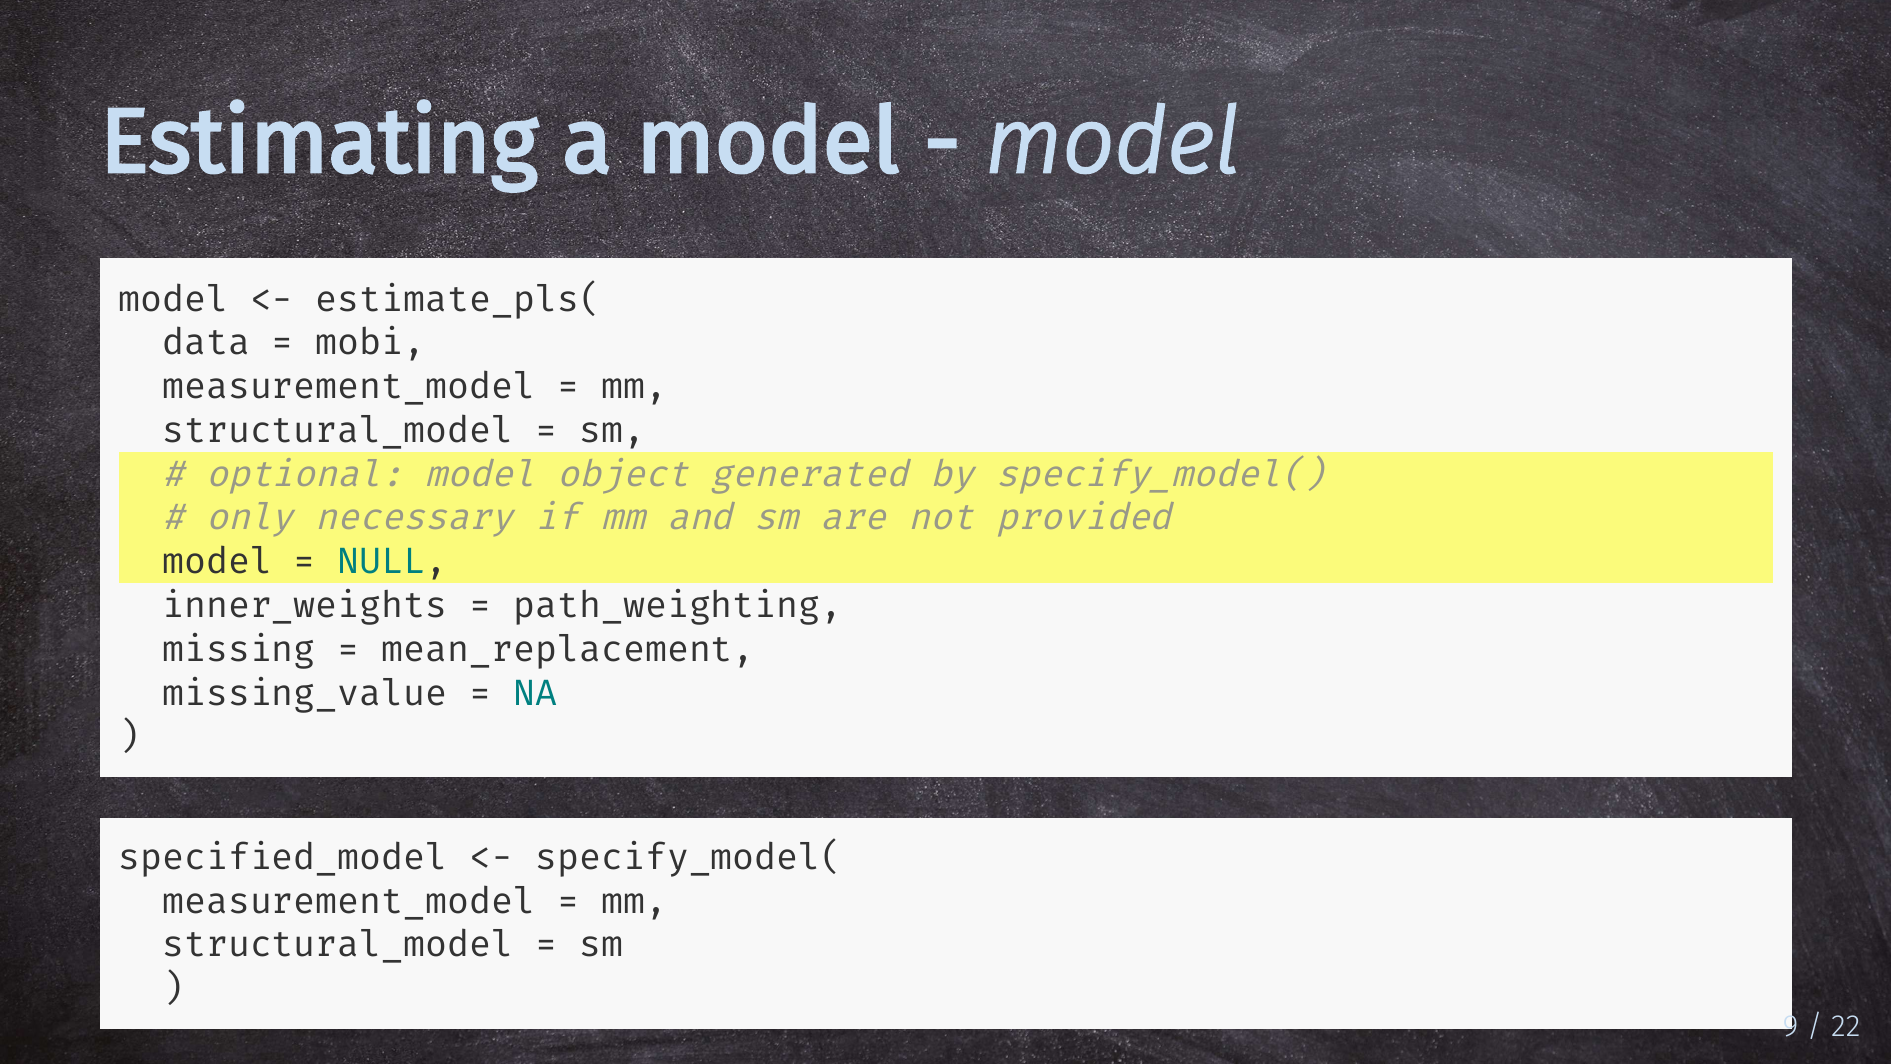 Estimating a model - model
model <- estimate_pls(
  data = mobi,
  measurement_model = mm,
  structural_model = sm,
  # optional: model object generated by specify_model()
  # only necessary if mm and sm are not provided
  model = NULL,
  inner_weights = path_weighting,
  missing = mean_replacement,
  missing_value = NA
)
specified_model <- specify_model(
  measurement_model = mm,
  structural_model = sm
  )
9 / 22